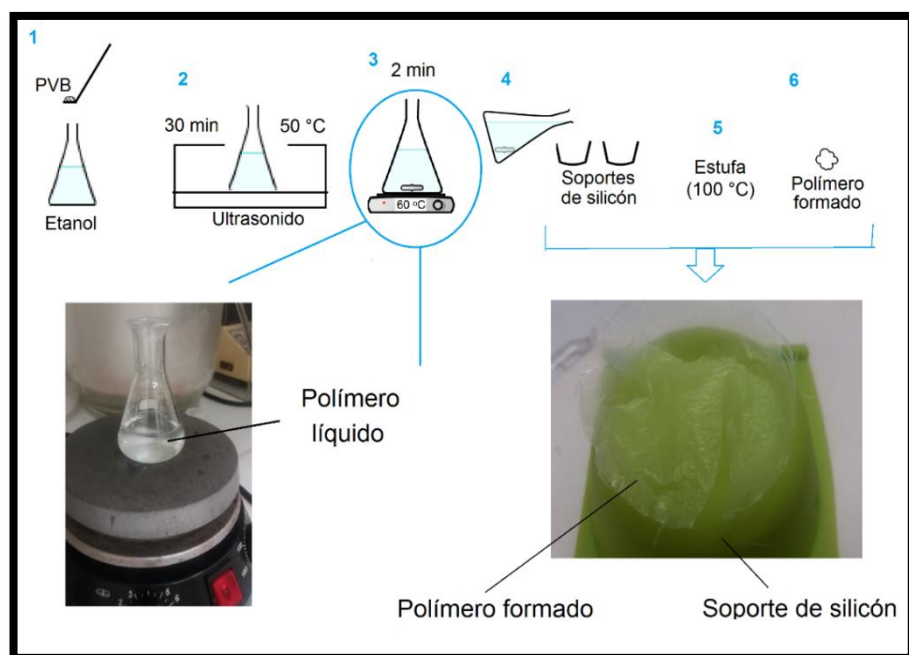 1
PVB
Etanol
2
30 min
50 °C
Ultrasonido
3
2 min
60 °C
4
Soportes
de silicón
5
Estufa
(100 °C)
6
Polímero
formado
Polímero
líquido
Polímero formado
Soporte de silicón